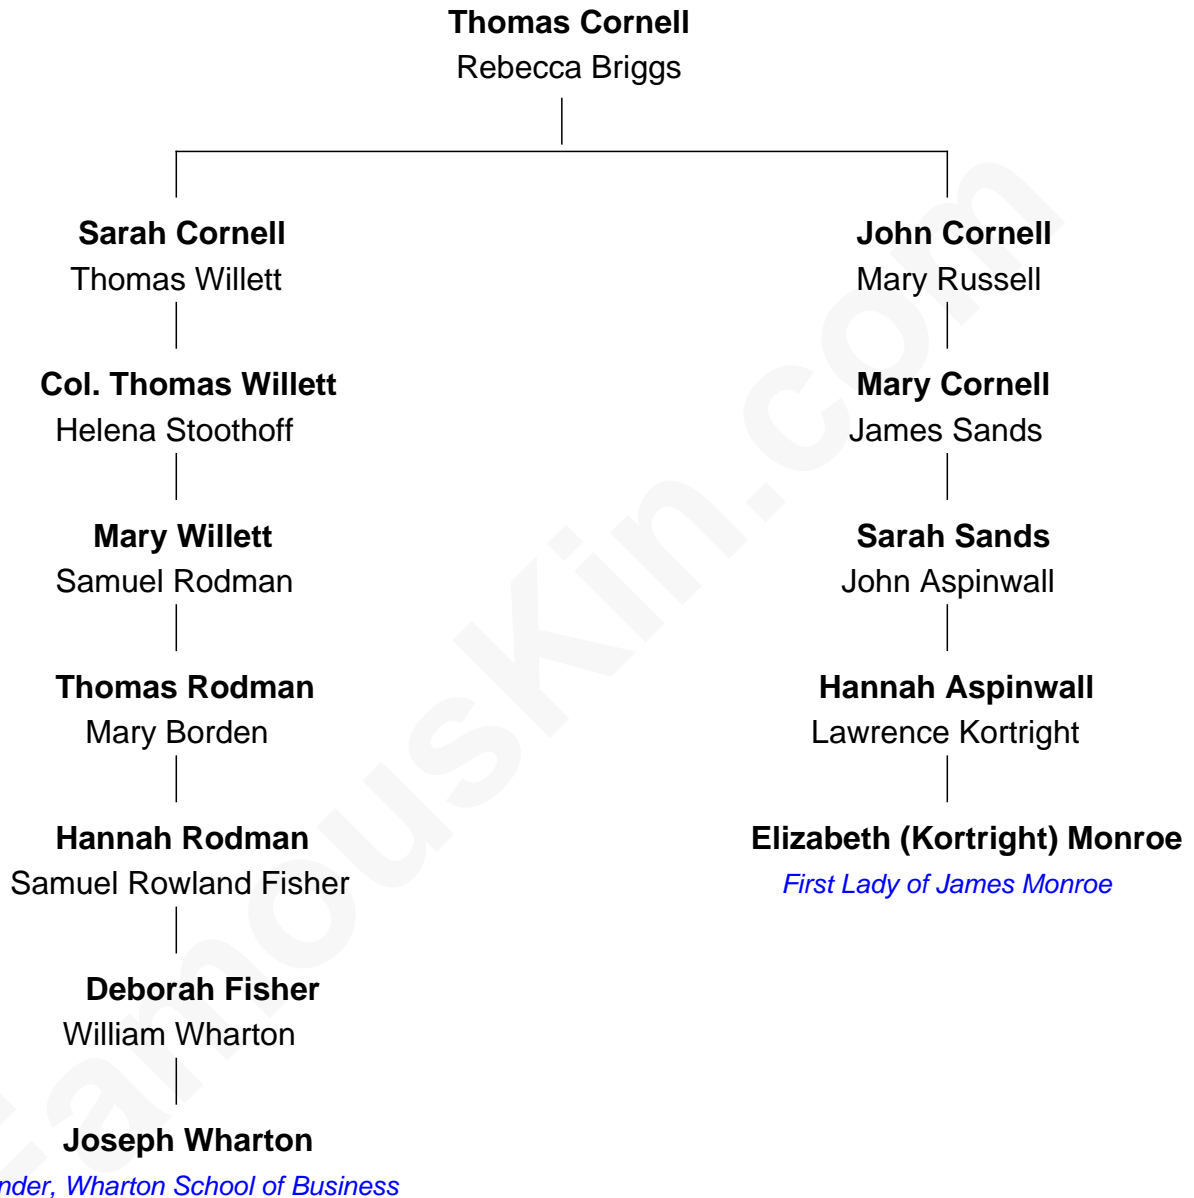 Thomas Cornell
Rebecca Briggs
Sarah Cornell
Thomas Willett
Col. Thomas Willett
Helena Stoothoff
Mary Willett
Samuel Rodman
Thomas Rodman
Mary Borden
Hannah Rodman
Samuel Rowland Fisher
Deborah Fisher
William Wharton
Joseph Wharton
nder, Wharton School of Business
John Cornell
Mary Russell
Mary Cornell
James Sands
Sarah Sands
John Aspinwall
Hannah Aspinwall
Lawrence Kortright
Elizabeth (Kortright) Monroe
First Lady of James Monroe
FamousKin.com